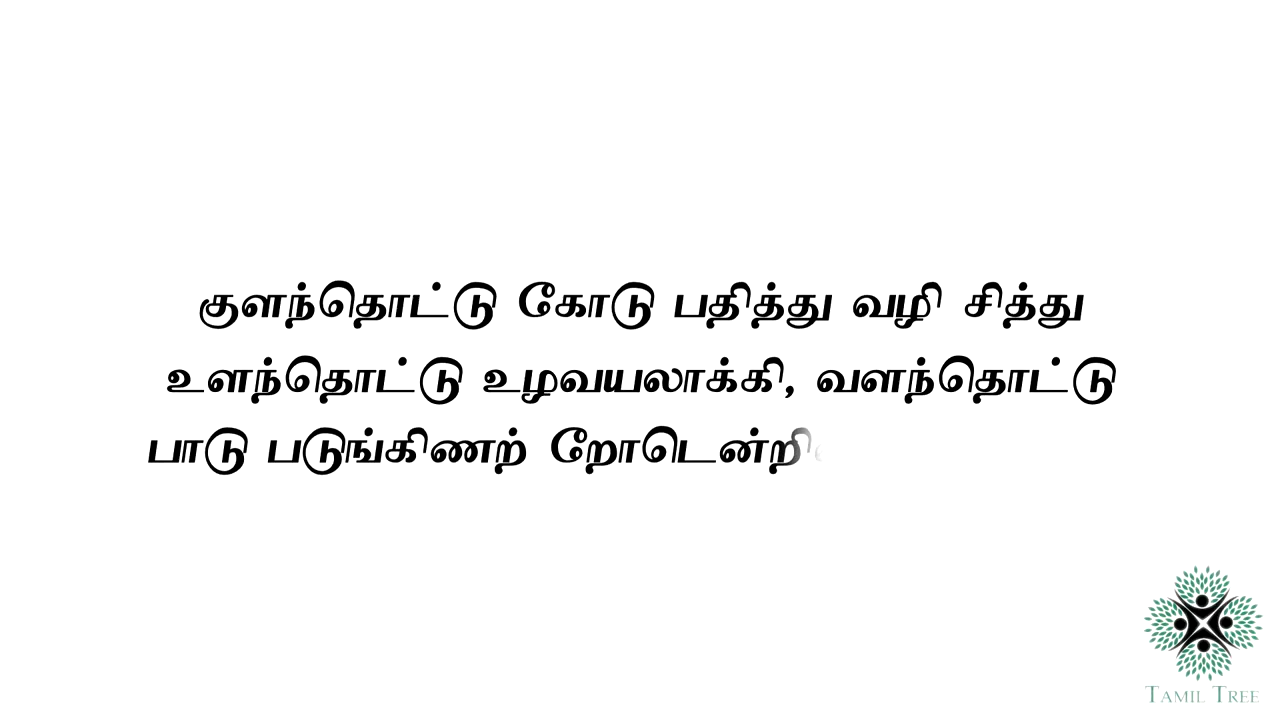 குளந்தொட்டு கோடு பதித்து வழி சித்து
உளந்தொட்டு உழவயலாக்கி, வளந்தொட்டு
பாடு படுங்கிணற்
TAMIL TREE